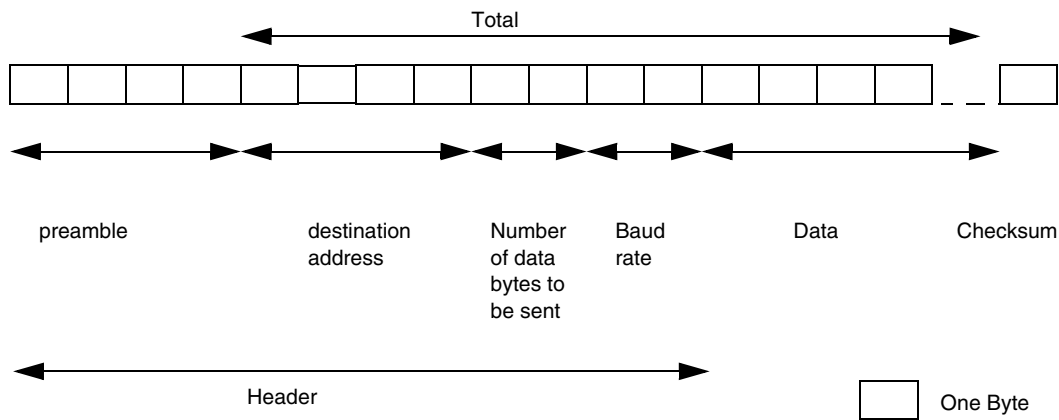 Total
preamble
destination
address
Number
of data
bytes to
be sent
Baud
rate
Data
Checksum
Header
One Byte